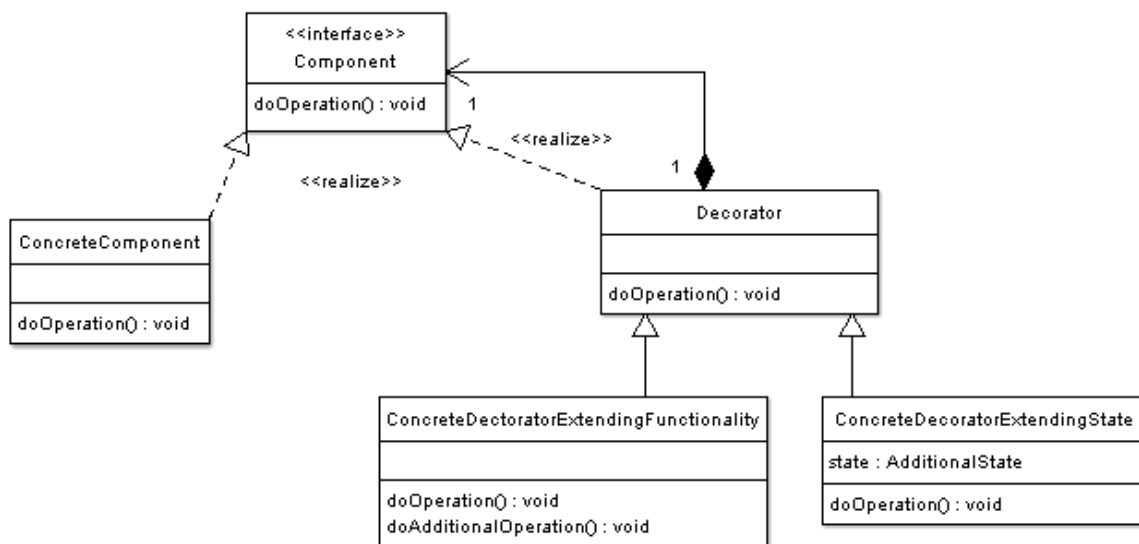 <<interface>>
Component
doOperation() : void
1
<<realize>>
<<realize>>
1
ConcreteComponent
doOperation() : void
Decorator
doOperation() : void
ConcreteDectoratorExtendingFunctionality
doOperation() : void
doAdditionalOperation() : void
ConcreteDecoratorExtendingState
state : AdditionalState
doOperation() : void